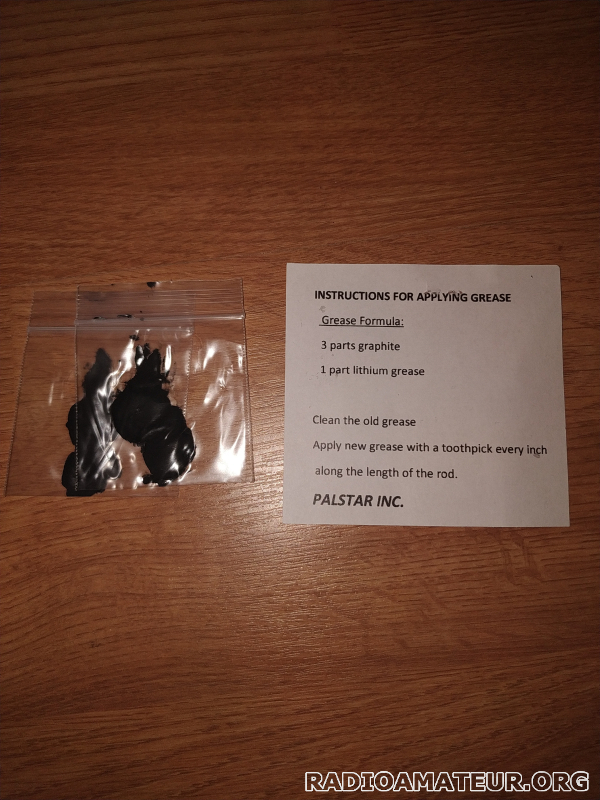 INSTRUCTIONS FOR APPLYING GREASE
Grease Formula:
3 parts graphite
1 part lithium grease
Clean the old grease
Apply new grease with a toothpick every inch
along the length of the rod.
PALSTAR INC.
RADIOAMATEUR.ORG